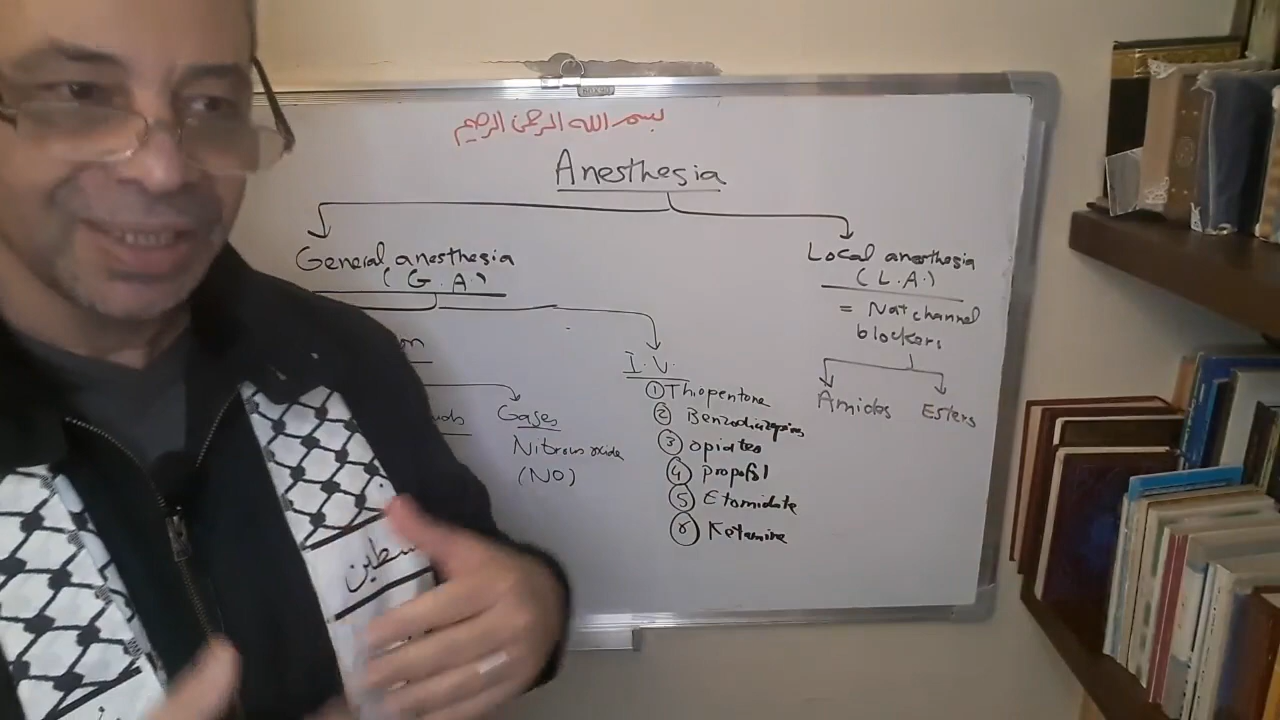 بسم الله الرحمن الرحيم
Anesthesia
General anesthesia
(G.A)
Local anesthesia
(L.A.)
= Na+ channel
blockers
Amides
Esters
I.V.
① Thiopentone
② Benzodiazepines
③ opiates
④ propofol
⑤ Etomidate
⑥ Ketamine
Gases
Nitrous oxide
(NO)
فلسطين